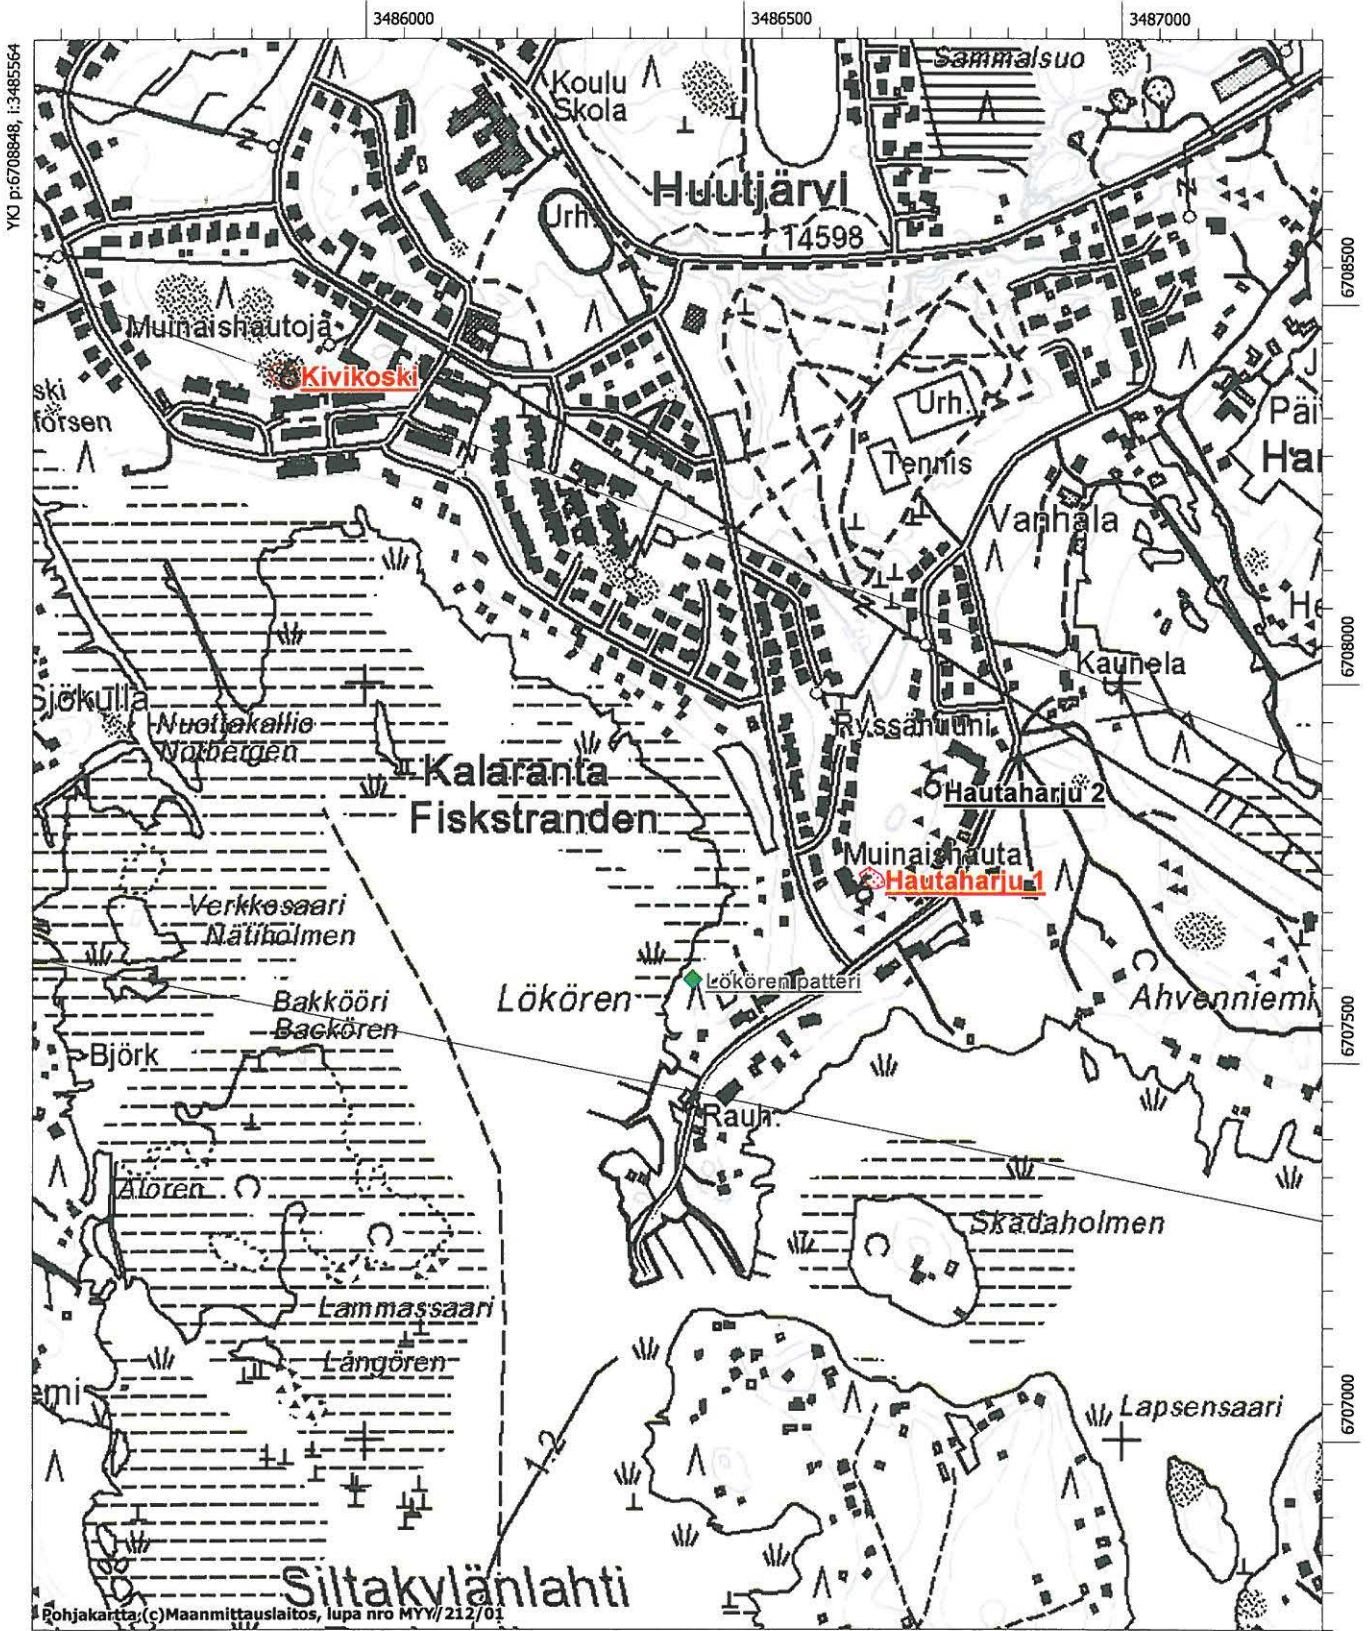 3486000
3486500
3487000
YKJ p:6708848, i:3485564
Sammalsuo
Koulu
Skola
Huutjärvi
Urh.
14598
6708500
Muinaishautoja
Kivikoski
ski
forsen
Urh.
Päi
Har
Tennis
Vanhala
He
6708000
Kaunela
Sjökulla
Nuottakallio
Notbergen
Ryssänuuni
Kalaranta
Fiskstranden
Hautaharju 2
Muinaishauta
Hautaharju 1
Verkkosaari
Nätiholmen
Lökören patteri
Lökören
Bakkööri
Backören
Ahvenniemi
6707500
Björk
Rauh.
Alören
Skadaholmen
Lammassaari
Långören
emi
Lapsensaari
6707000
1.2
Siltakylänlahti
Pohjakartta:(c)Maanmittauslaitos, lupa nro MYY/212/01